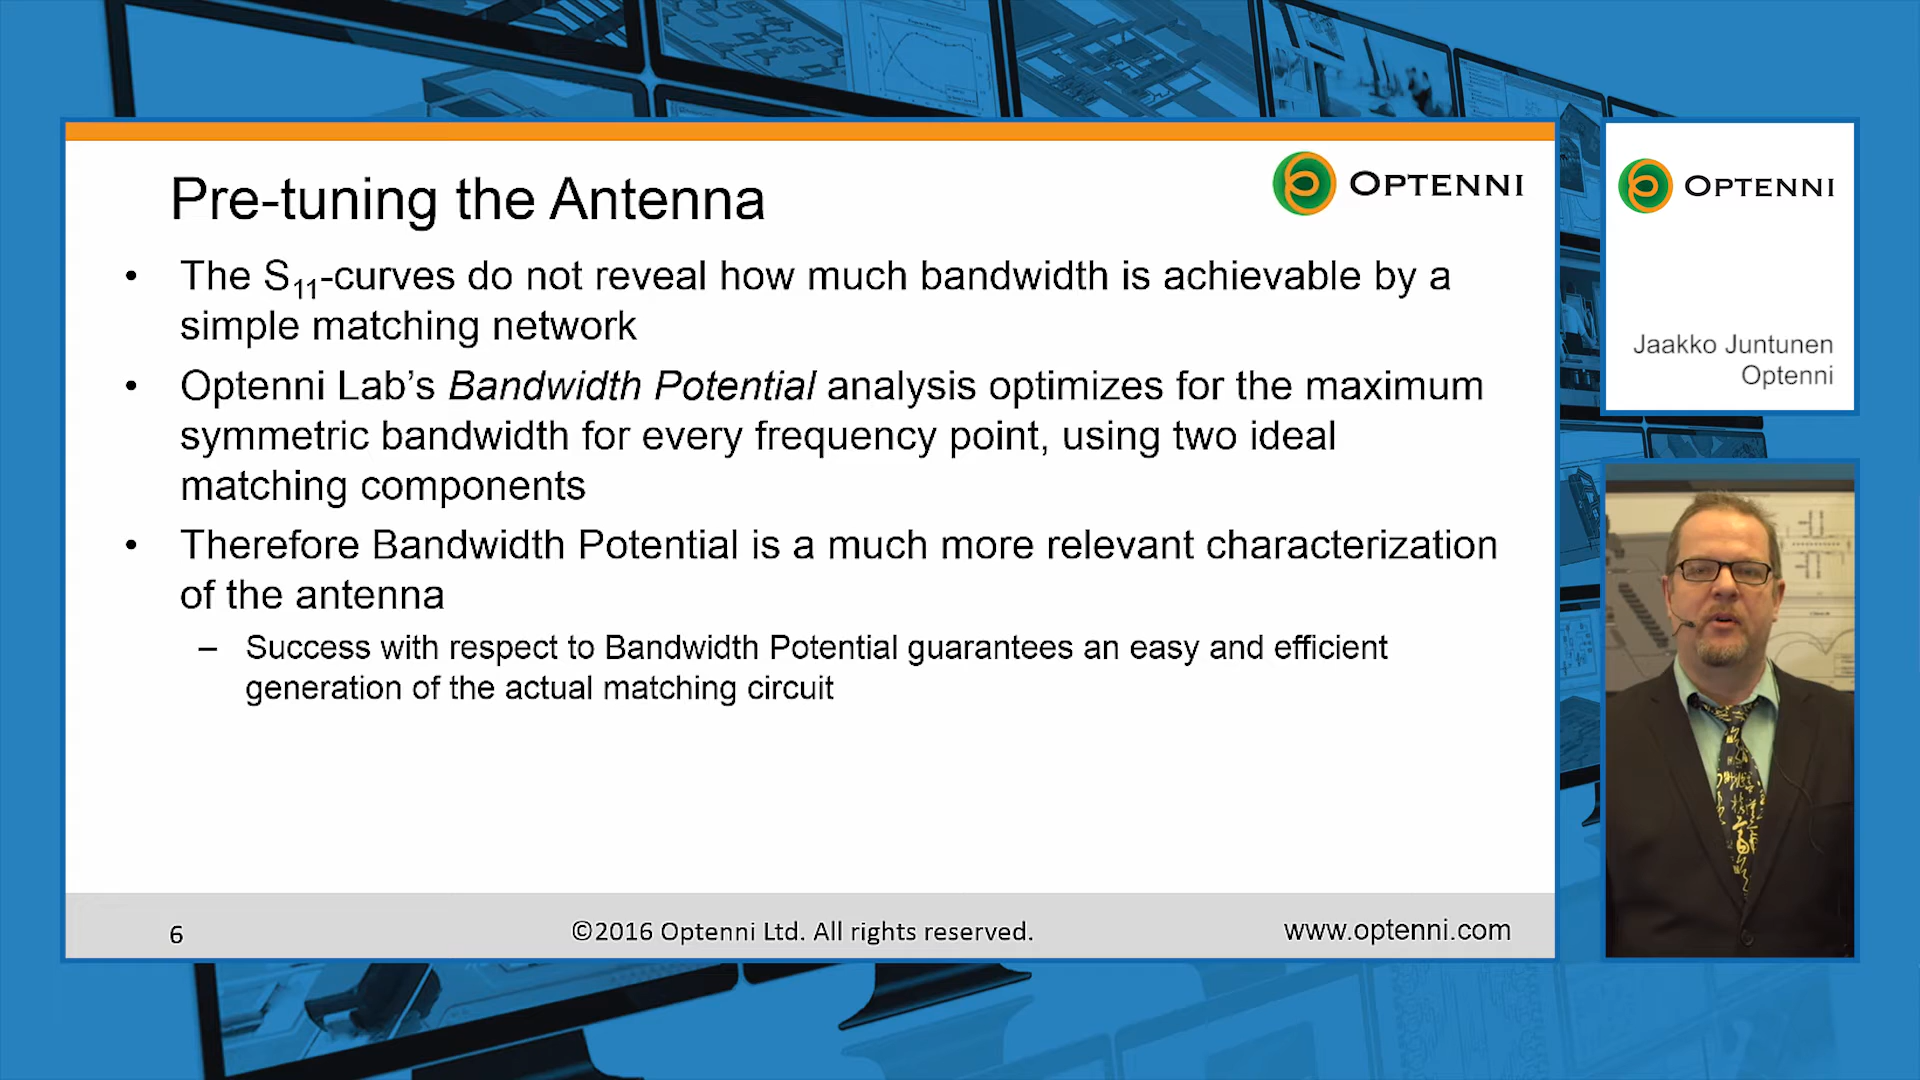 Pre-tuning the Antenna
OPTENNI
• The S11-curves do not reveal how much bandwidth is achievable by a
simple matching network
• Optenni Lab’s Bandwidth Potential analysis optimizes for the maximum
symmetric bandwidth for every frequency point, using two ideal
matching components
• Therefore Bandwidth Potential is a much more relevant characterization
of the antenna
– Success with respect to Bandwidth Potential guarantees an easy and efficient
generation of the actual matching circuit
6
©2016 Optenni Ltd. All rights reserved.
www.optenni.com
OPTENNI
Jaakko Juntunen
Optenni